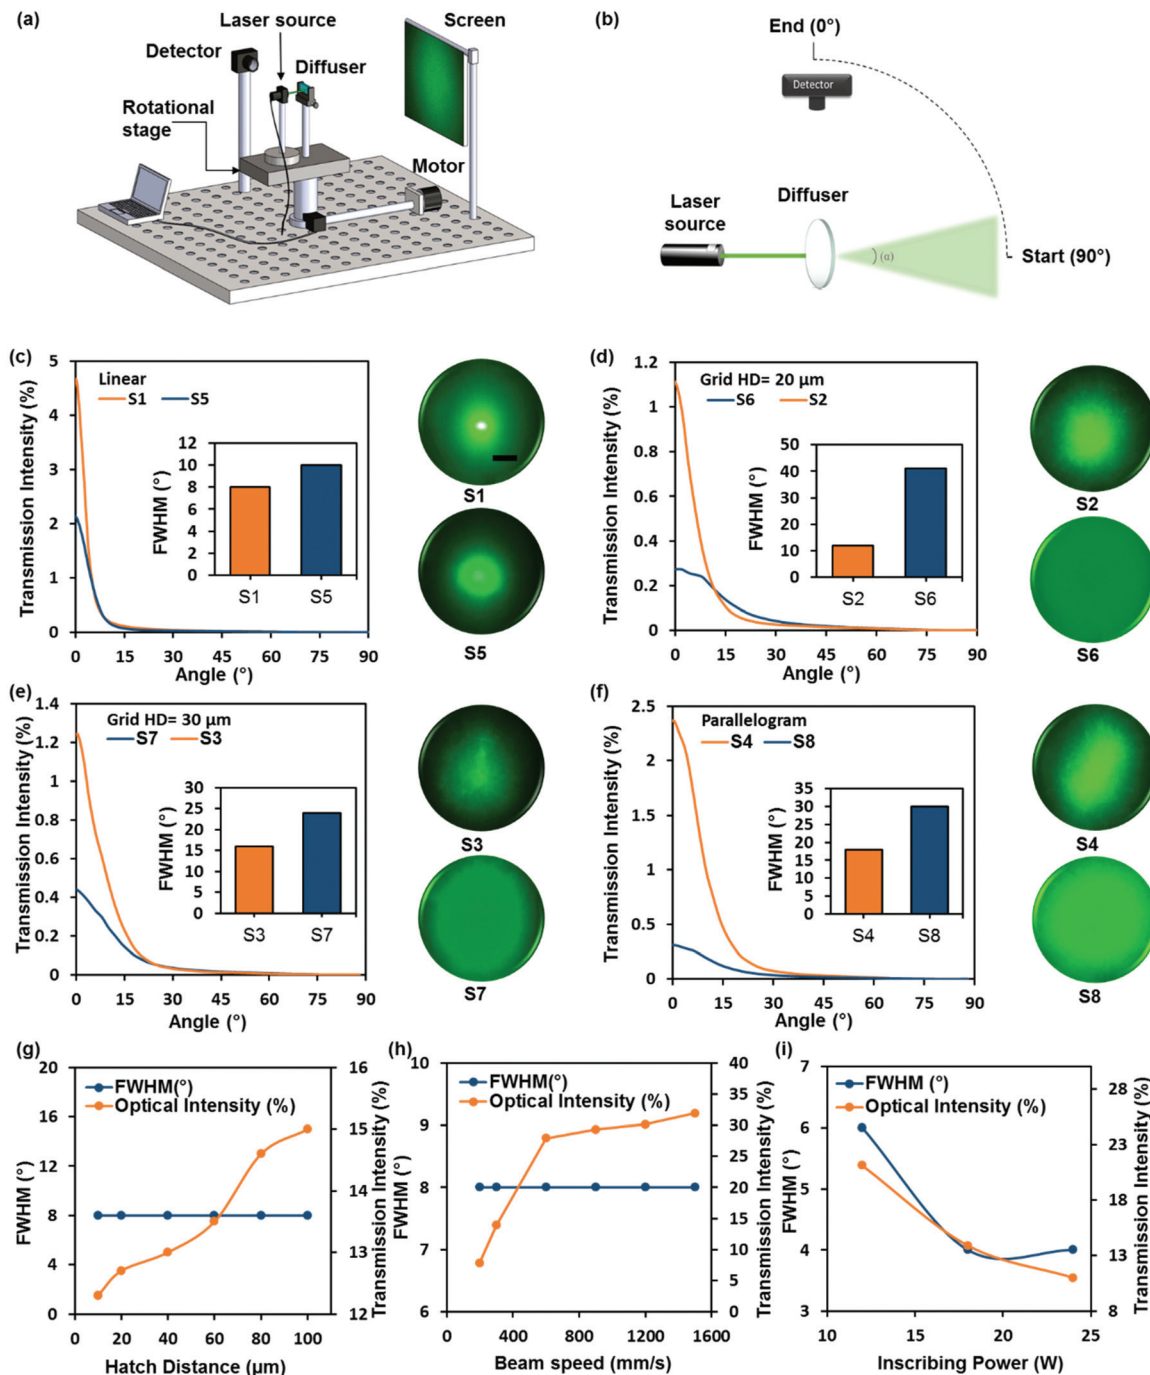 (a)
Laser source
Screen
Detector
Diffuser
Rotational
stage
Motor
(b)
End (0°)
Detector
Diffuser
Laser
source
(α)
Start (90°)
(c)
Transmission Intensity (%)
5
4
3
2
1
0
Linear
S1 S5
FWHM (°)
12
10
8
6
4
2
0
S1 S5
0 15 30 45 60 75 90
Angle (°)
S1
S5
(d)
Transmission Intensity (%)
1.2
1
0.8
0.6
0.4
0.2
0
Grid HD= 20 µm
S6 S2
FWHM (°)
50
40
30
20
10
0
S2 S6
0 15 30 45 60 75 90
Angle (°)
S2
S6
(e)
Transmission Intensity (%)
1.4
1.2
1
0.8
0.6
0.4
0.2
0
Grid HD= 30 µm
S7 S3
FWHM (°)
30
25
20
15
10
5
0
S3 S7
0 15 30 45 60 75 90
Angle (°)
S3
S7
(f)
Transmission Intensity (%)
2.5
2
1.5
1
0.5
0
Parallelogram
S4 S8
FWHM (°)
35
30
25
20
15
10
5
0
S4 S8
0 15 30 45 60 75 90
Angle (°)
S4
S8
(g)
FWHM (°)
20
16
12
8
4
0
FWHM(°)
Optical Intensity (%)
16
15
14
13
12
Transmission Intensity (%)
0 20 40 60 80 100
Hatch Distance (µm)
(h)
FWHM (°)
10
9
8
7
6
FWHM(°)
Optical Intensity (%)
40
35
30
25
20
15
10
5
0
Transmission Intensity (%)
0 400 800 1200 1600
Beam speed (mm/s)
(i)
FWHM (°)
7
6
5
4
3
FWHM (°)
Optical Intensity (%)
28
23
18
13
8
Transmission Intensity (%)
10 15 20 25
Inscribing Power (W)